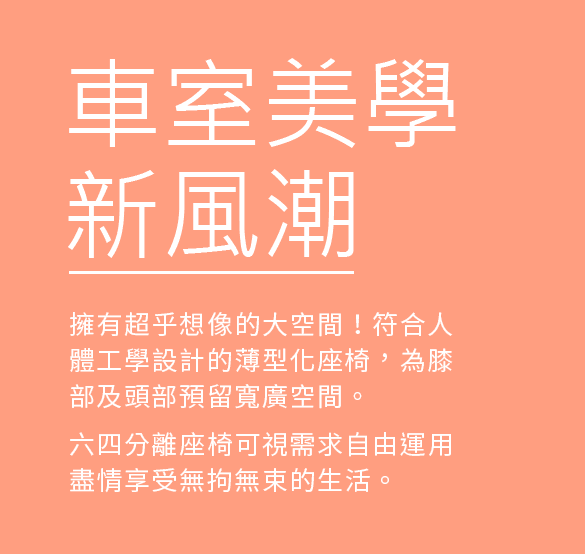 車室美學
新風潮
擁有超乎想像的大空間！符合人
體工學設計的薄型化座椅，為膝
部及頭部預留寬廣空間。
六四分離座椅可視需求自由運用
盡情享受無拘無束的生活。